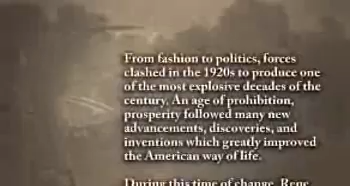 From fashion to politics, forces
clashed in the 1920s to produce one
of the most explosive decades of the
century. An age of prohibition,
prosperity followed many new
advancements, discoveries, and
inventions which greatly improved
the American way of life.
During this time of change, Rene